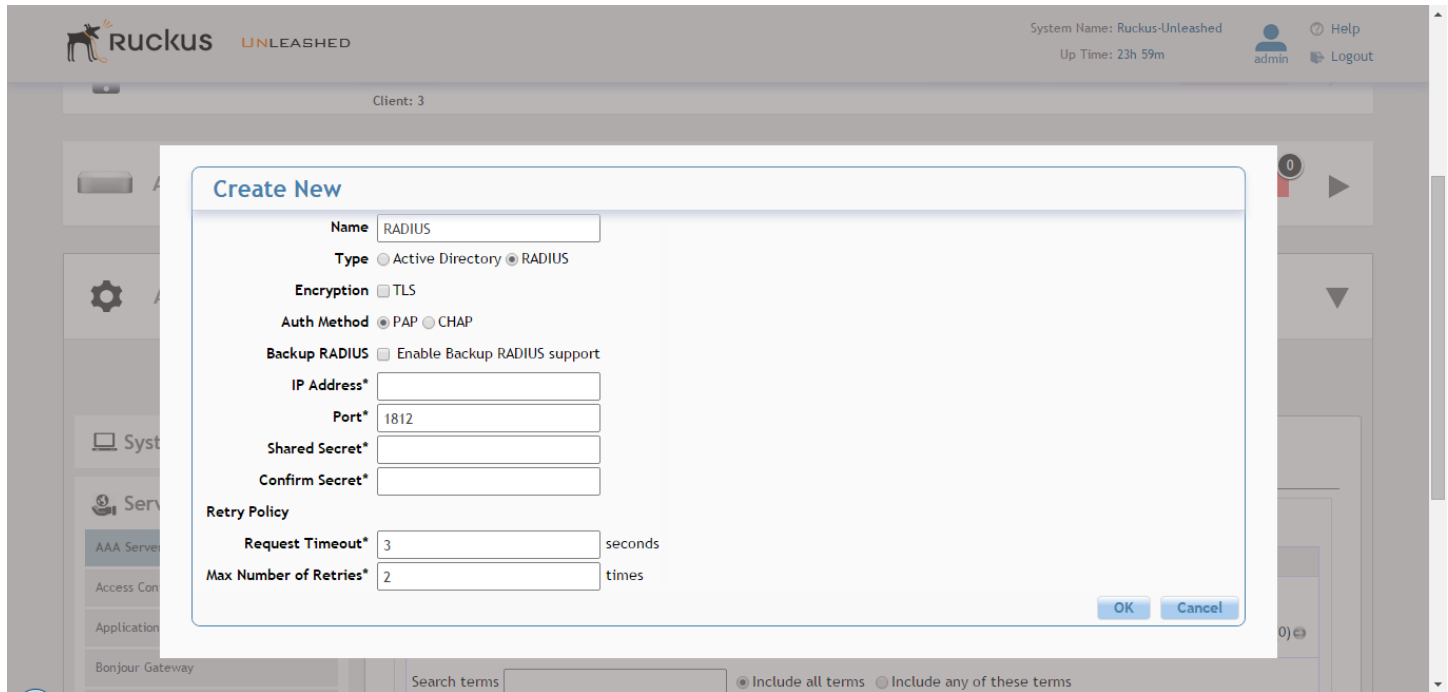 RUCKUS UNLEASHED
System Name: Ruckus-Unleashed
Up Time: 23h 59m
admin
Help
Logout
Client: 3
0
Create New
Name RADIUS
Type Active Directory RADIUS
Encryption TLS
Auth Method PAP CHAP
Backup RADIUS Enable Backup RADIUS support
IP Address*
Port* 1812
Shared Secret*
Confirm Secret*
Retry Policy
Request Timeout* 3 seconds
Max Number of Retries* 2 times
OK Cancel
Syst
Serv
AAA Server
Access Con
Application
Bonjour Gateway
0)
Search terms Include all terms Include any of these terms